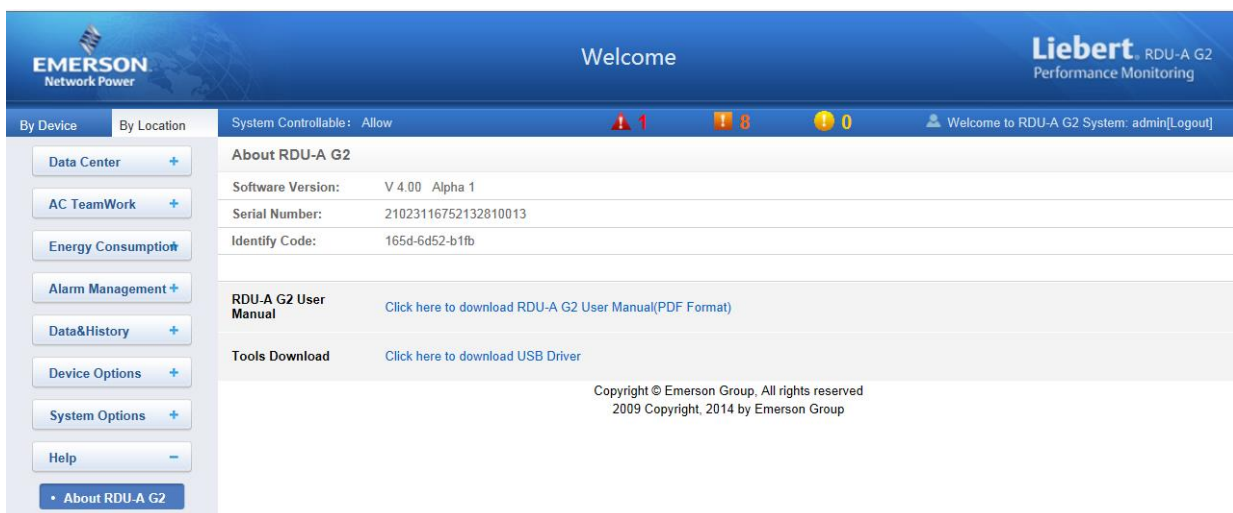 EMERSON
Network Power
Welcome
Liebert® RDU-A G2
Performance Monitoring
By Device By Location
System Controllable: Allow 1 8 0 Welcome to RDU-A G2 System: admin[Logout]
Data Center +
AC TeamWork +
Energy Consumption+
Alarm Management +
Data&History +
Device Options +
System Options +
Help −
• About RDU-A G2
About RDU-A G2
Software Version: V 4.00 Alpha 1
Serial Number: 21023116752132810013
Identify Code: 165d-6d52-b1fb
RDU-A G2 User
Manual
Click here to download RDU-A G2 User Manual(PDF Format)
Tools Download Click here to download USB Driver
Copyright © Emerson Group, All rights reserved
2009 Copyright, 2014 by Emerson Group